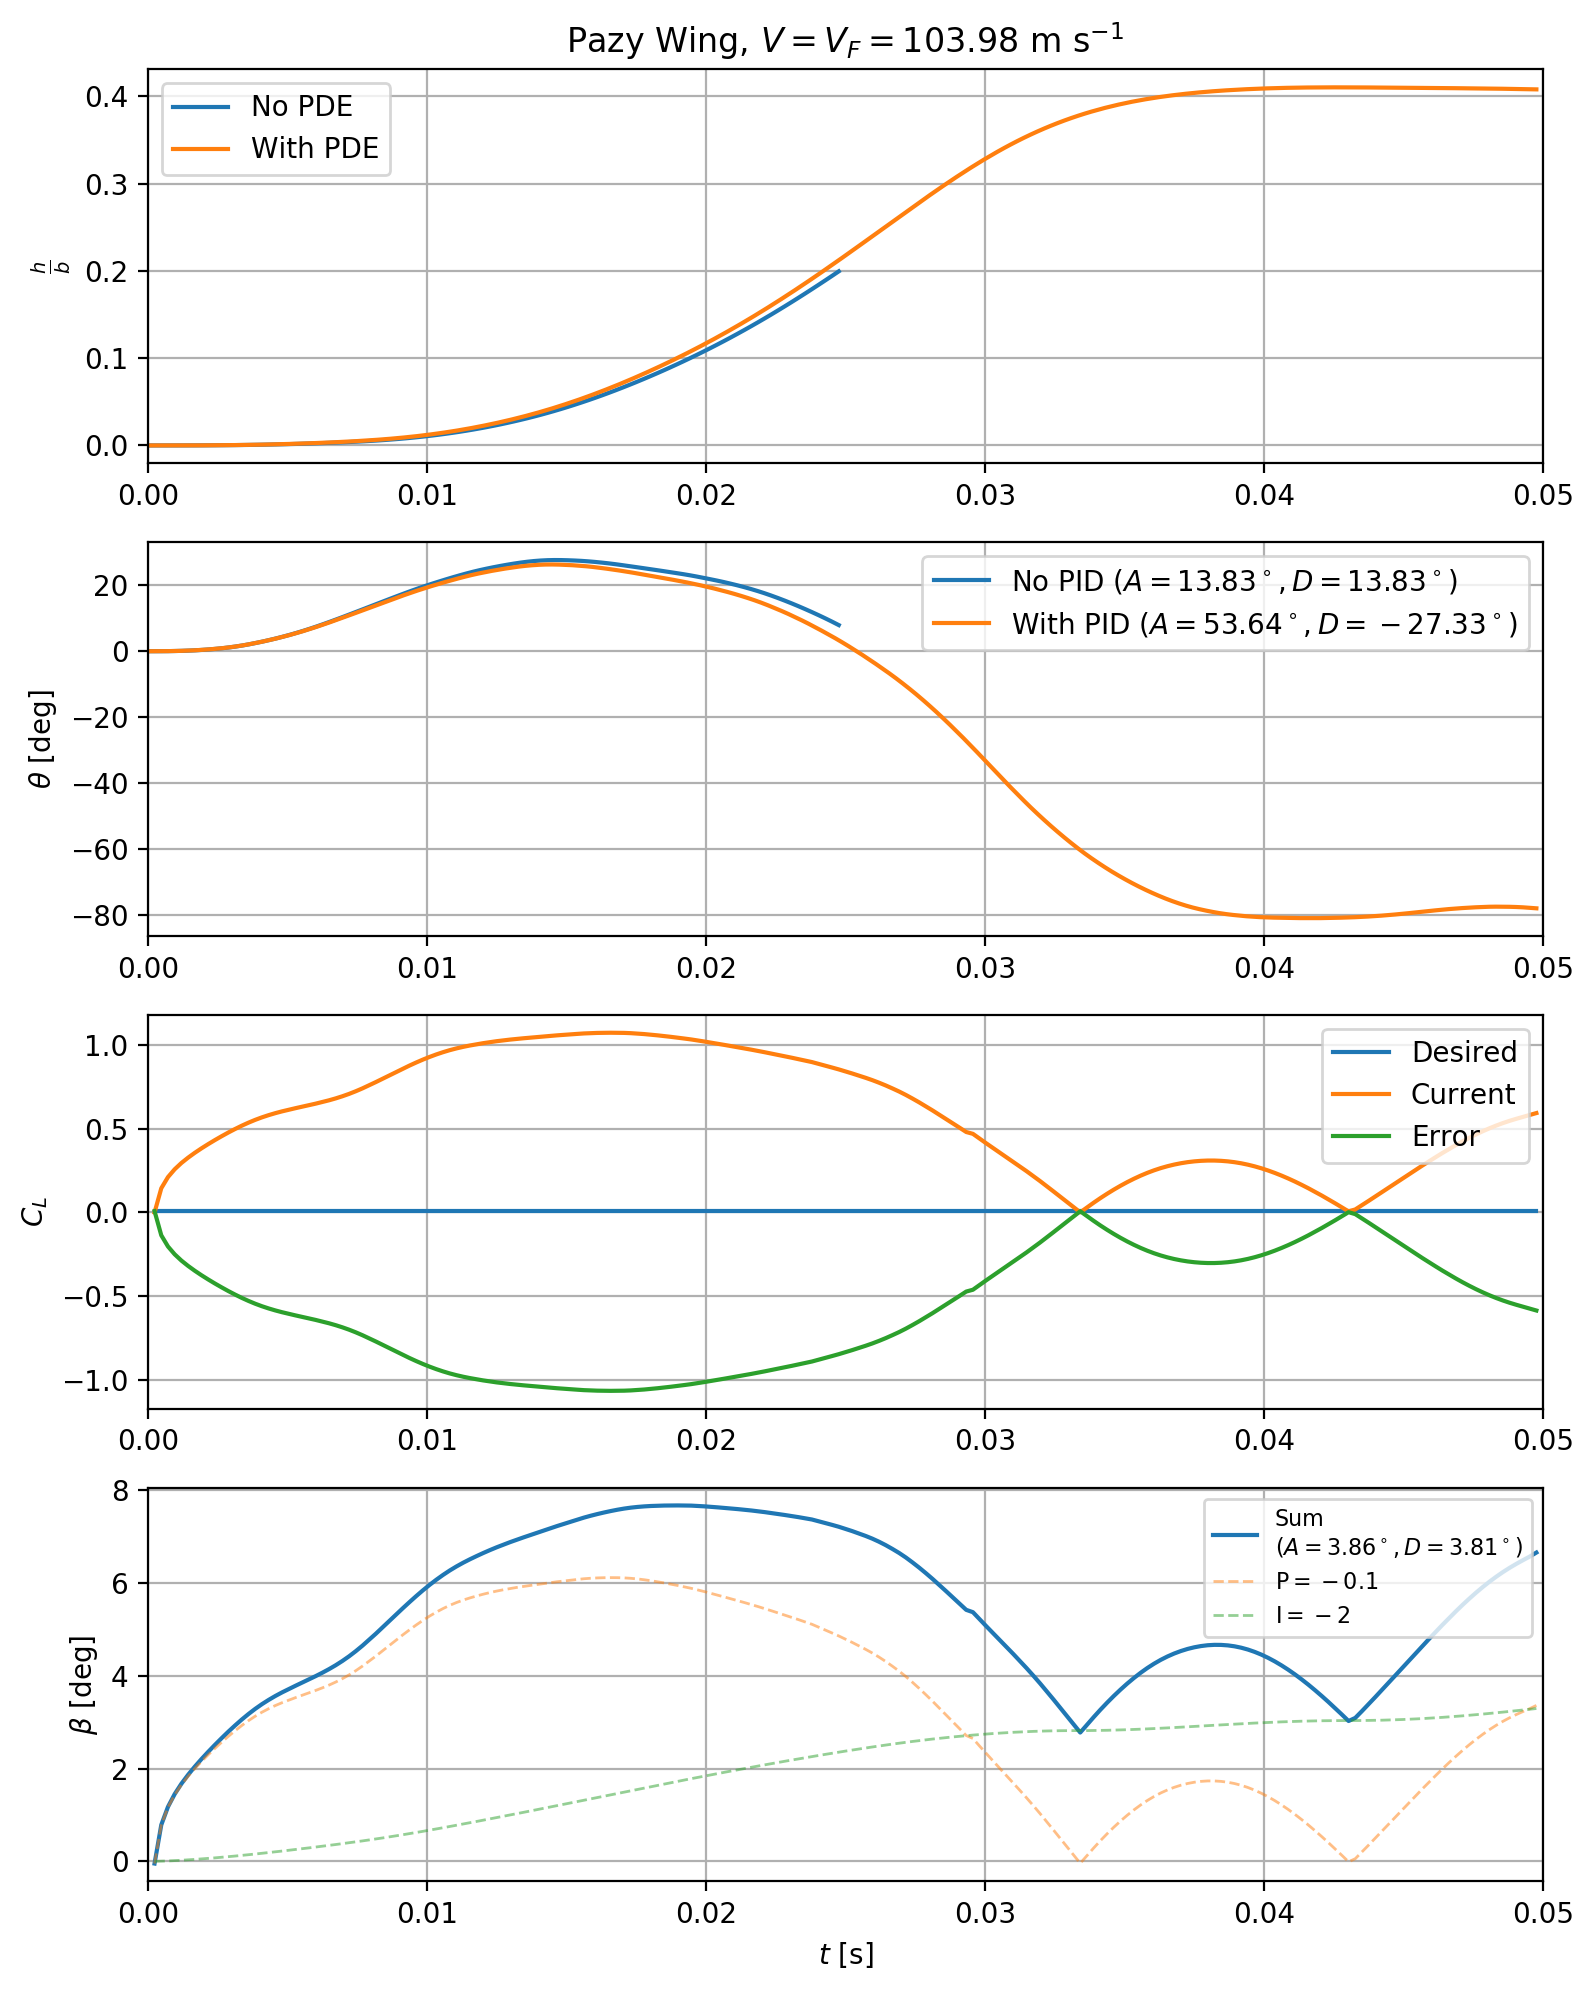 Pazy Wing, V = V_F = 103.98 m s⁻¹
h/b
0.4
0.3
0.2
0.1
0.0
No PDE
With PDE
0.00 0.01 0.02 0.03 0.04 0.05
θ [deg]
20
0
−20
−40
−60
−80
No PID (A = 13.83°, D = 13.83°)
With PID (A = 53.64°, D = −27.33°)
0.00 0.01 0.02 0.03 0.04 0.05
C_L
1.0
0.5
0.0
−0.5
−1.0
Desired
Current
Error
0.00 0.01 0.02 0.03 0.04 0.05
β [deg]
8
6
4
2
0
Sum
(A = 3.86°, D = 3.81°)
P = −0.1
I = −2
0.00 0.01 0.02 0.03 0.04 0.05
t [s]